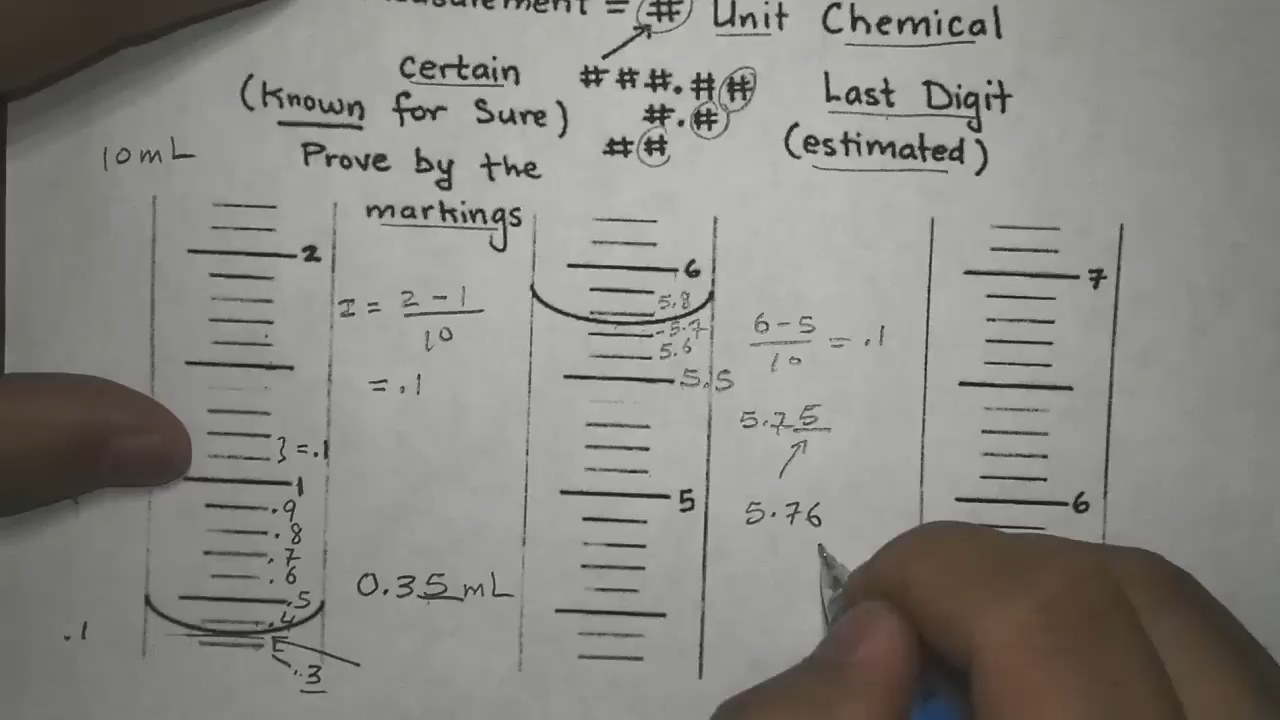 = # Unit Chemical
certain # # #. # # Last Digit
(Known for Sure) #. # (estimated)
Prove by the # #
markings
10 mL
2
I = 2 - 1 / 10
= .1
} = .1
1
.9
.8
.7
.6
.5
.4
.3
.1
0.35 mL
6
5.8
5.7
5.6
5.5
5
6-5 / 10 = .1
5.75
5.76
7
6